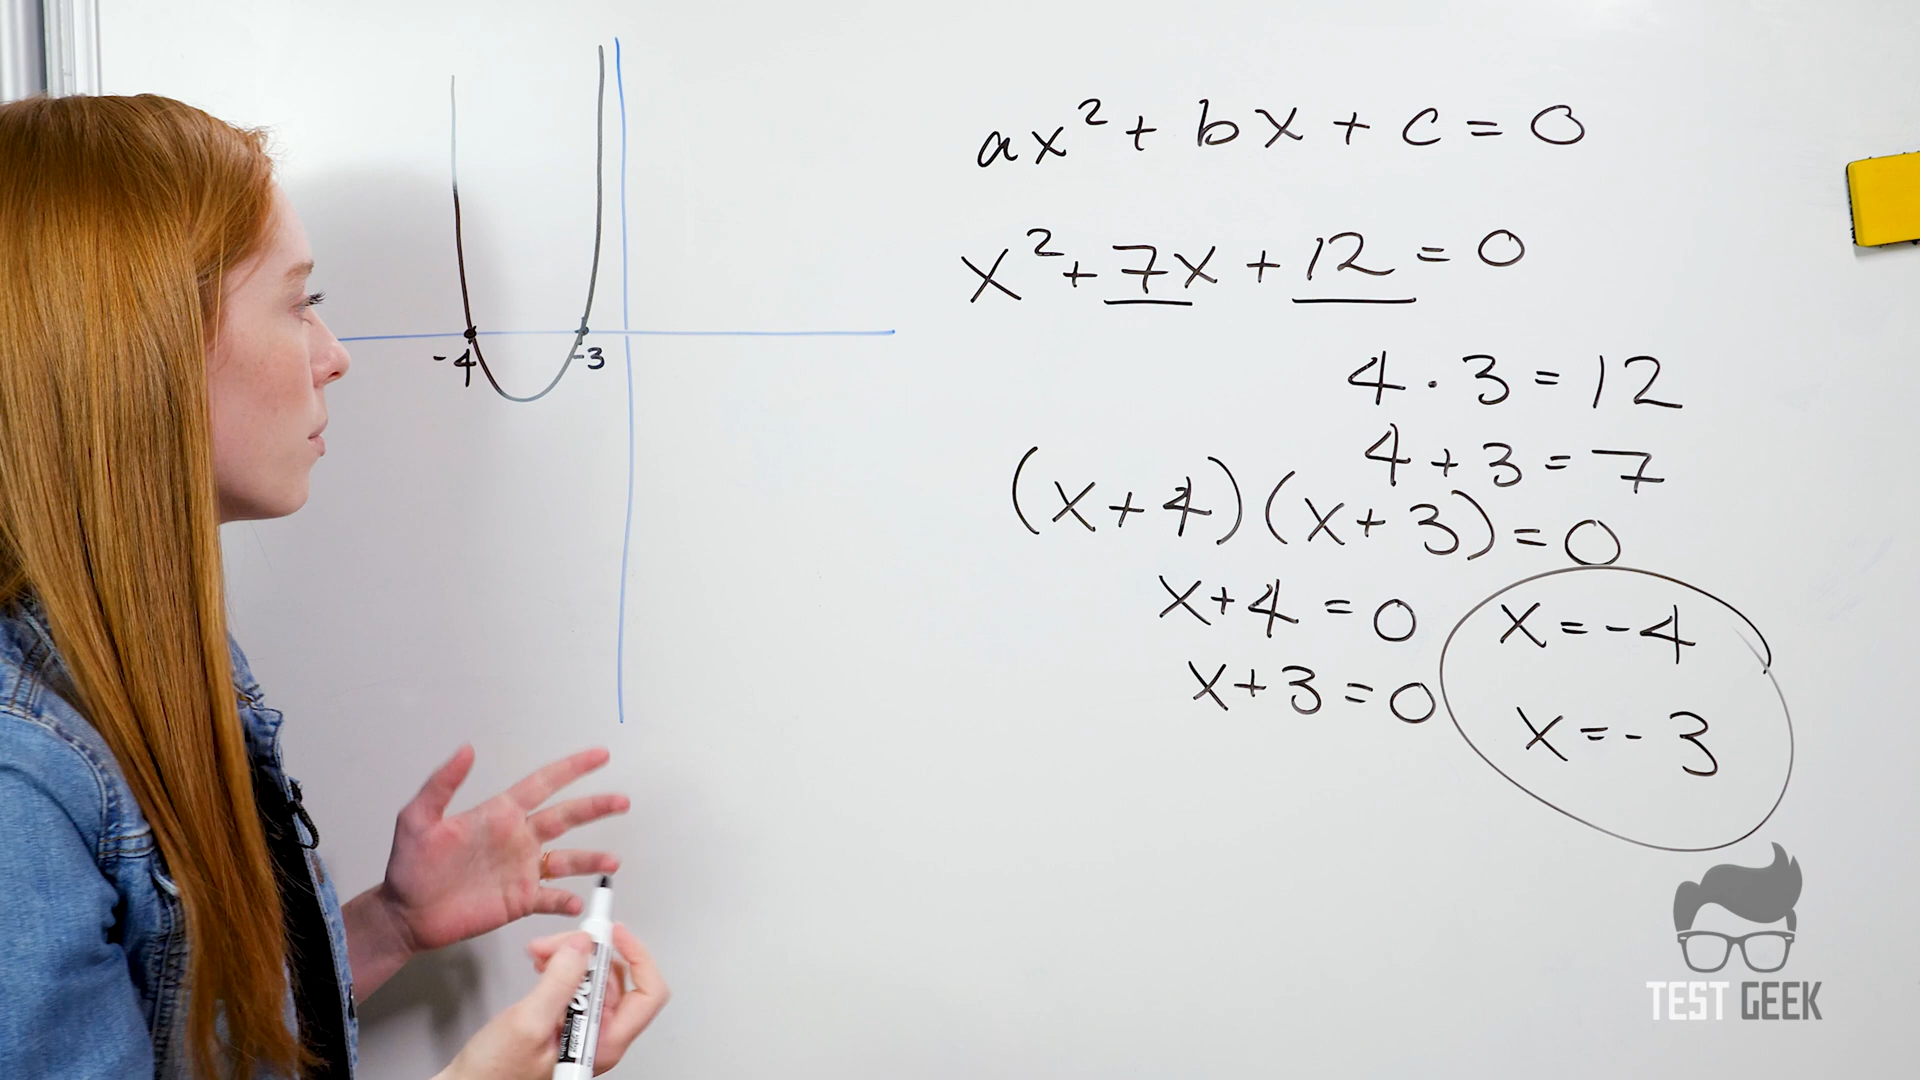 ax² + bx + c = 0
x² + 7x + 12 = 0
4 · 3 = 12
4 + 3 = 7
(x + 4)(x + 3) = 0
x + 4 = 0 x = -4
x + 3 = 0 x = -3
-4 -3
TEST GEEK